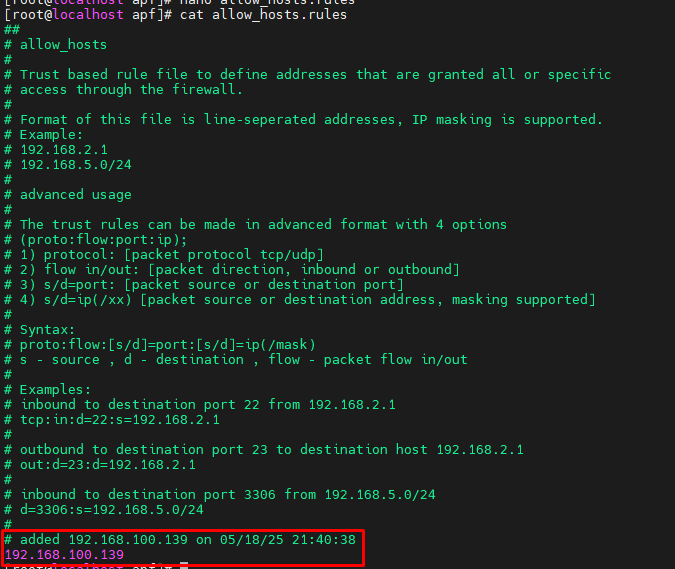 [root@localhost apf]# nano allow_hosts.rules
[root@localhost apf]# cat allow_hosts.rules
##
# allow_hosts
#
# Trust based rule file to define addresses that are granted all or specific
# access through the firewall.
#
# Format of this file is line-seperated addresses, IP masking is supported.
# Example:
# 192.168.2.1
# 192.168.5.0/24
#
# advanced usage
#
# The trust rules can be made in advanced format with 4 options
# (proto:flow:port:ip);
# 1) protocol: [packet protocol tcp/udp]
# 2) flow in/out: [packet direction, inbound or outbound]
# 3) s/d=port: [packet source or destination port]
# 4) s/d=ip(/xx) [packet source or destination address, masking supported]
#
# Syntax:
# proto:flow:[s/d]=port:[s/d]=ip(/mask)
# s - source , d - destination , flow - packet flow in/out
#
# Examples:
# inbound to destination port 22 from 192.168.2.1
# tcp:in:d=22:s=192.168.2.1
#
# outbound to destination port 23 to destination host 192.168.2.1
# out:d=23:d=192.168.2.1
#
# inbound to destination port 3306 from 192.168.5.0/24
# d=3306:s=192.168.5.0/24
#
# added 192.168.100.139 on 05/18/25 21:40:38
192.168.100.139
[root@localhost apf]#